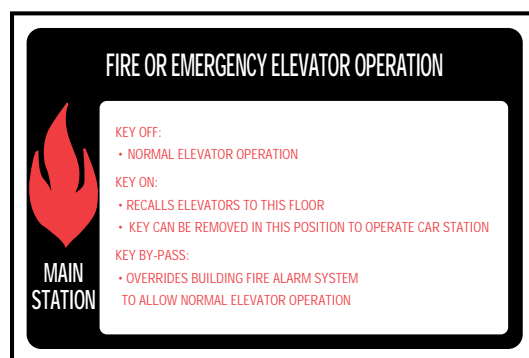 FIRE OR EMERGENCY ELEVATOR OPERATION
KEY OFF:
• NORMAL ELEVATOR OPERATION
KEY ON:
• RECALLS ELEVATORS TO THIS FLOOR
• KEY CAN BE REMOVED IN THIS POSITION TO OPERATE CAR STATION
KEY BY-PASS:
• OVERRIDES BUILDING FIRE ALARM SYSTEM
TO ALLOW NORMAL ELEVATOR OPERATION
MAIN
STATION